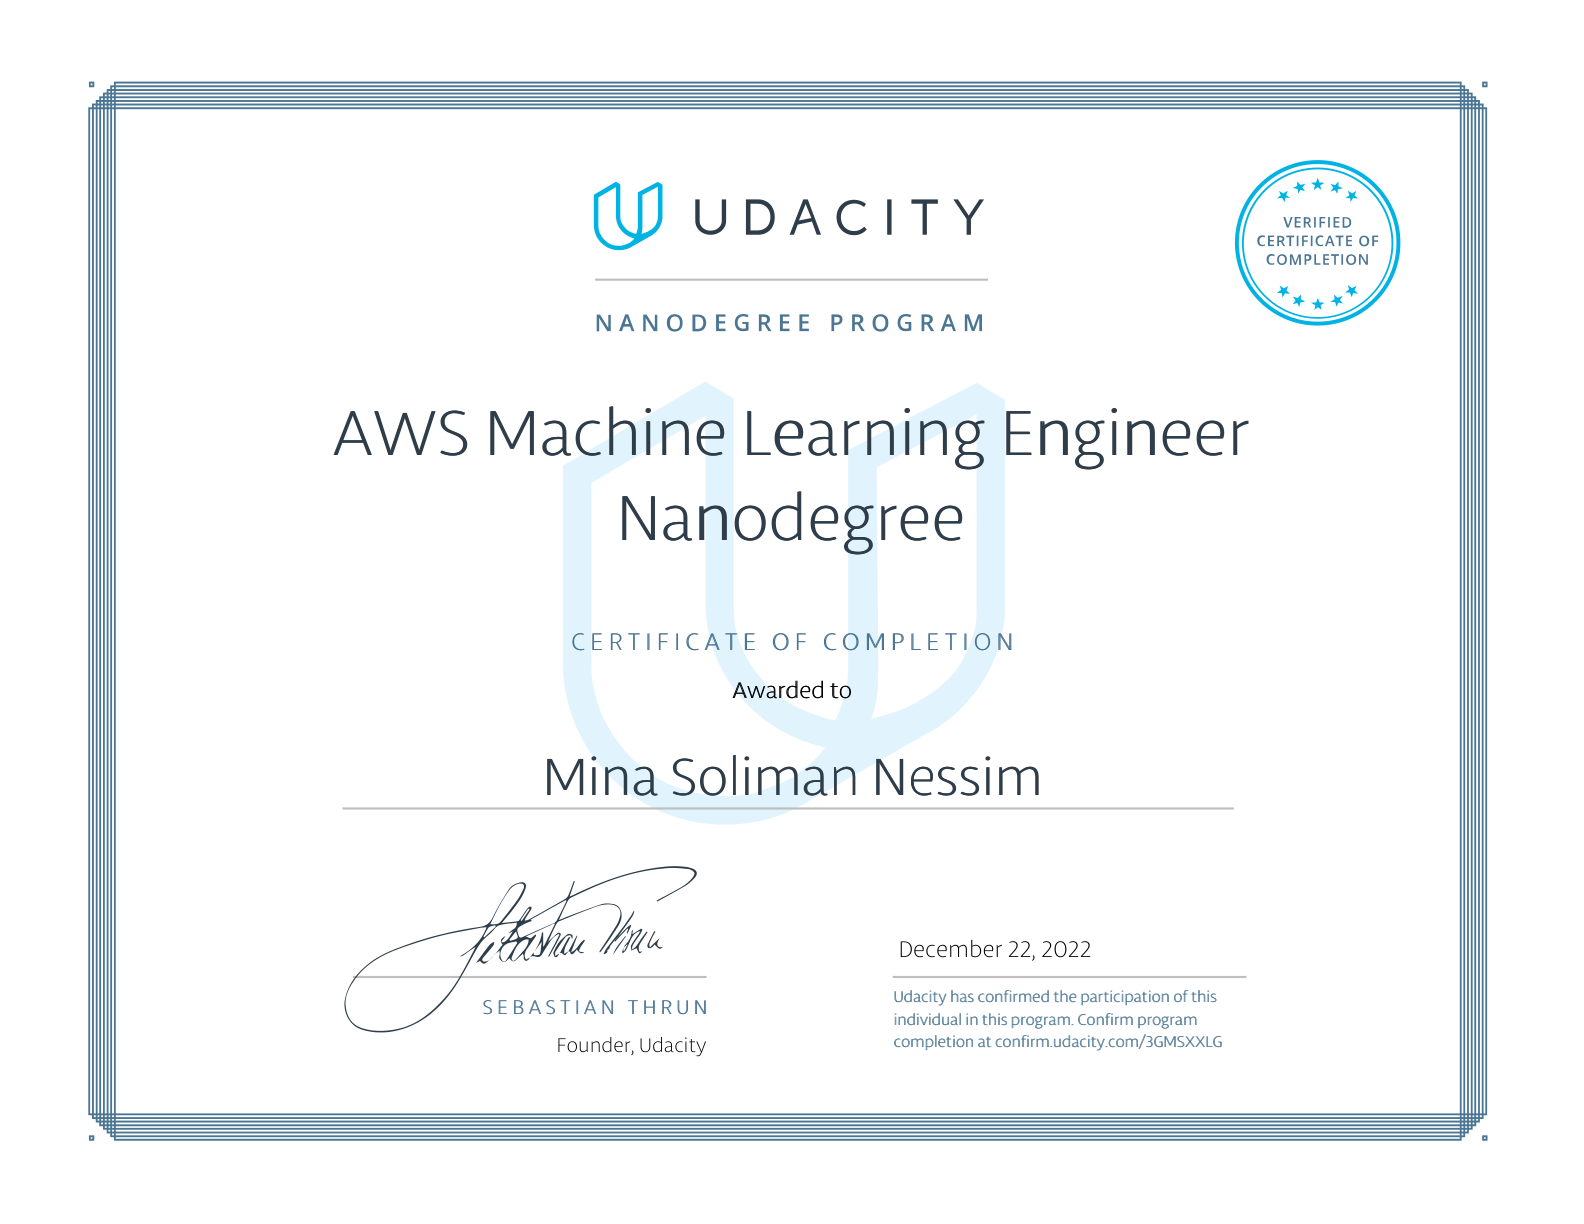 UDACITY
VERIFIED
CERTIFICATE OF
COMPLETION
NANODEGREE PROGRAM
AWS Machine Learning Engineer
Nanodegree
CERTIFICATE OF COMPLETION
Awarded to
Mina Soliman Nessim
Sebastian Thrun
SEBASTIAN THRUN
Founder, Udacity
December 22, 2022
Udacity has confirmed the participation of this
individual in this program. Confirm program
completion at confirm.udacity.com/3GMSXXLG